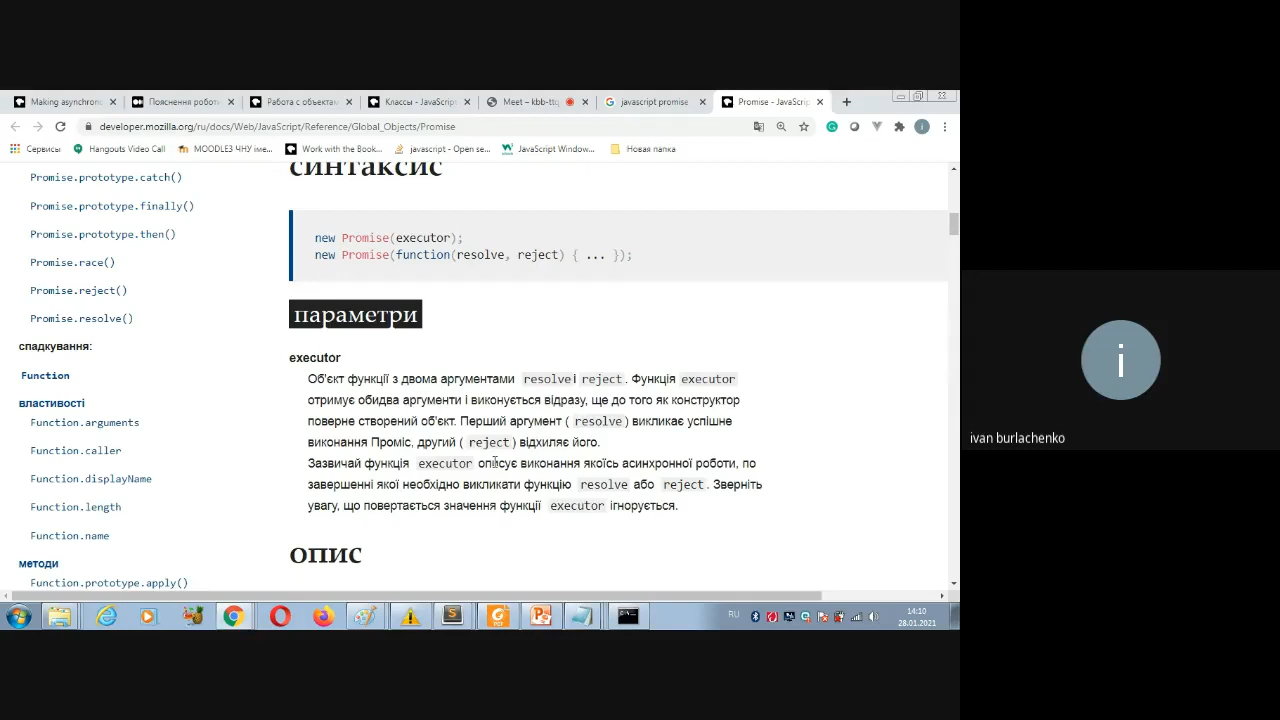 Making asynchron
Пояснення роботи
Работа с объектам
Классы - JavaScript
Meet – kbb-ttq
javascript promise
Promise - JavaScrip
developer.mozilla.org/ru/docs/Web/JavaScript/Reference/Global_Objects/Promise
Сервисы
Hangouts Video Call
MOODLE3 ЧНУ іме...
Work with the Book...
javascript - Open se...
JavaScript Window...
Новая папка
Promise.prototype.catch()
Promise.prototype.finally()
Promise.prototype.then()
Promise.race()
Promise.reject()
Promise.resolve()
спадкування:
Function
властивості
Function.arguments
Function.caller
Function.displayName
Function.length
Function.name
методи
Function.prototype.apply()
синтаксис
new Promise(executor);
new Promise(function(resolve, reject) { ... });
параметри
executor
Об'єкт функції з двома аргументами resolveі reject. Функція executor
отримує обидва аргументи і виконується відразу, ще до того як конструктор
поверне створений об'єкт. Перший аргумент ( resolve) викликає успішне
виконання Проміс, другий ( reject) відхиляє його.
Зазвичай функція executor описує виконання якоїсь асинхронної роботи, по
завершенні якої необхідно викликати функцію resolve або reject. Зверніть
увагу, що повертається значення функції executor ігнорується.
опис
RU
14:10
28.01.2021
i
ivan burlachenko